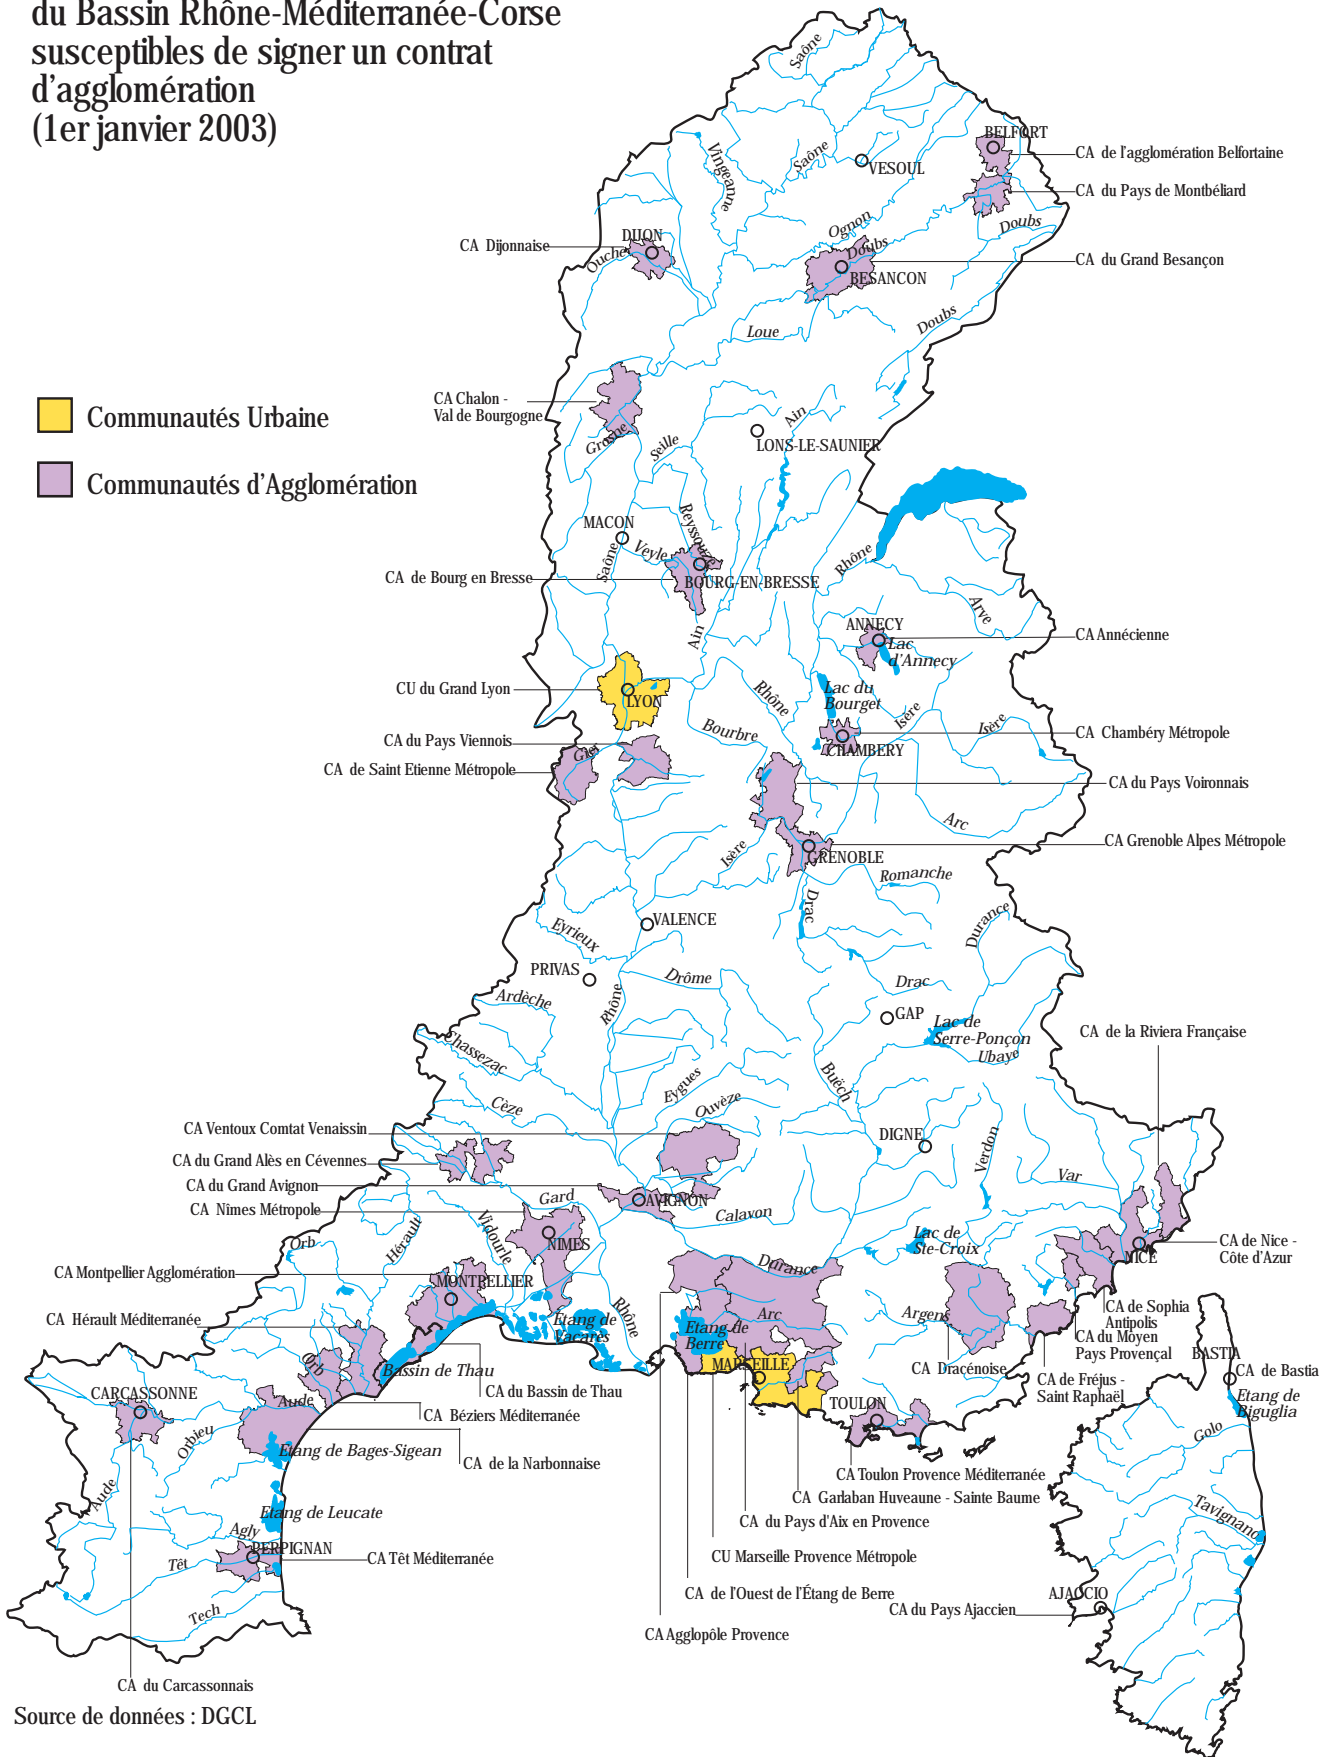 du Bassin Rhône-Méditerranée-Corse
susceptibles de signer un contrat
d'agglomération
(1er janvier 2003)
Saône
BELFORT
CA de l'agglomération Belfortaine
Vingeanne
Saône
VESOUL
CA du Pays de Montbéliard
Ognon
Doubs
DIJON
CA Dijonnaise
Ouche
Doubs
BESANCON
CA du Grand Besançon
Loue
Doubs
CA Chalon -
Val de Bourgogne
Communautés Urbaine
Grosne
Seille
Ain
LONS-LE-SAUNIER
Communautés d'Agglomération
MACON
Reyssouze
Saône
Veyle
Rhône
CA de Bourg en Bresse
BOURG-EN-BRESSE
Arve
Ain
ANNECY
CA Annécienne
Lac
d'Annecy
CU du Grand Lyon
LYON
Rhône
Lac du
Bourget
Isère
Isère
Bourbre
CA du Pays Viennois
CHAMBERY
CA Chambéry Métropole
Gier
CA de Saint Etienne Métropole
CA du Pays Voironnais
Arc
Isère
GRENOBLE
CA Grenoble Alpes Métropole
Romanche
Drac
VALENCE
Durance
Eyrieux
PRIVAS
Drôme
Drac
Ardèche
Rhône
GAP
Lac de
Serre-Ponçon
Ubaye
CA de la Riviera Française
Chassezac
Buëch
Eygues
Cèze
Ouvèze
CA Ventoux Comtat Venaissin
DIGNE
Verdon
CA du Grand Alès en Cévennes
Var
CA du Grand Avignon
Gard
AVIGNON
CA Nimes Métropole
Calavon
Vidourle
Hérault
Orb
NIMES
Lac de
Ste-Croix
NICE
CA de Nice -
Côte d'Azur
CA Montpellier Agglomération
MONTPELLIER
Durance
Rhône
Arc
Argens
CA de Sophia
Antipolis
CA Hérault Méditerranée
Etang de
Vacarès
Etang de
Berre
CA du Moyen
Pays Provençal
BASTIA
Orb
Bassin de Thau
MARSEILLE
CA Dracénoise
CA de Bastia
CA de Fréjus -
Saint Raphaël
CARCASSONNE
CA du Bassin de Thau
Aude
TOULON
Etang de
Biguglia
CA Béziers Méditerranée
Golo
Orbieu
Etang de Bages-Sigean
CA de la Narbonnaise
CA Toulon Provence Méditerranée
Aude
CA Garlaban Huveaune - Sainte Baume
Etang de Leucate
Tavignano
CA du Pays d'Aix en Provence
Agly
PERPIGNAN
CA Têt Méditerranée
Têt
CU Marseille Provence Métropole
CA de l'Ouest de l'Étang de Berre
AJACCIO
CA du Pays Ajaccien
Tech
CA Agglopôle Provence
CA du Carcassonnais
Source de données : DGCL